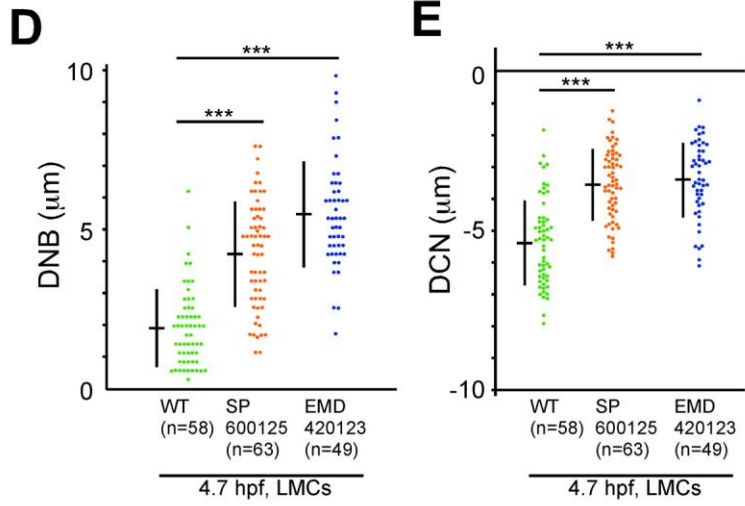 D
***
***
10
5
0
DNB (μm)
WT
(n=58)
SP
600125
(n=63)
EMD
420123
(n=49)
4.7 hpf, LMCs
E
***
***
0
-5
-10
DCN (μm)
WT
(n=58)
SP
600125
(n=63)
EMD
420123
(n=49)
4.7 hpf, LMCs